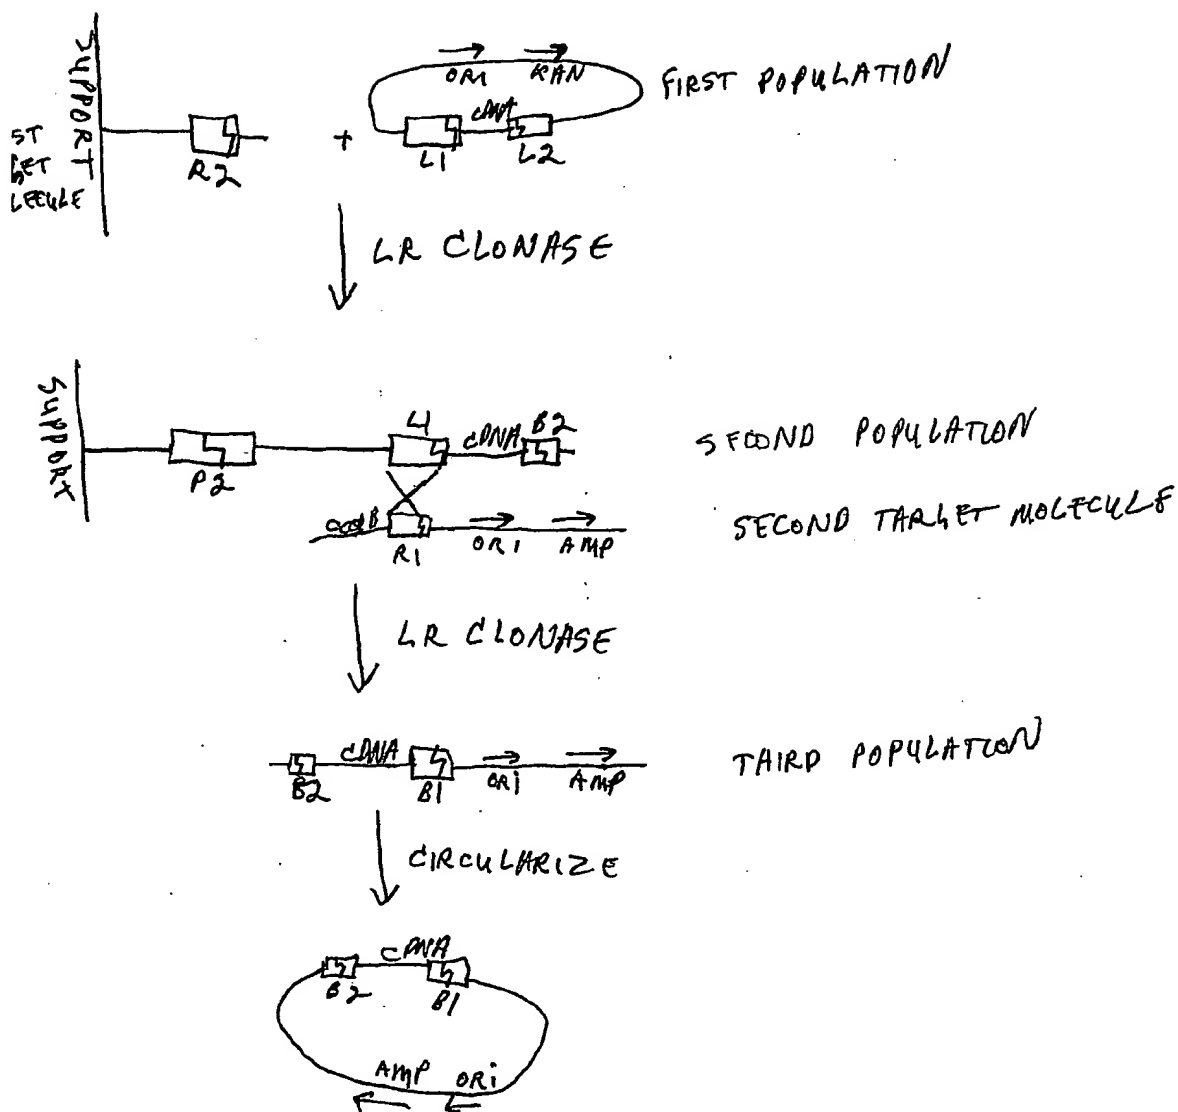 SUPPORT
ORI KAN
FIRST POPULATION
cDNA
L1 L2
R2
+
ST
GET
LECULE
LR CLONASE
SUPPORT
P2
L1
cDNA
B2
SECOND POPULATION
ccdB
R1
ORI
AMP
SECOND TARGET MOLECULE
LR CLONASE
B2
cDNA
B1
ORI
AMP
THIRD POPULATION
CIRCULARIZE
cDNA
B2
B1
AMP ORI